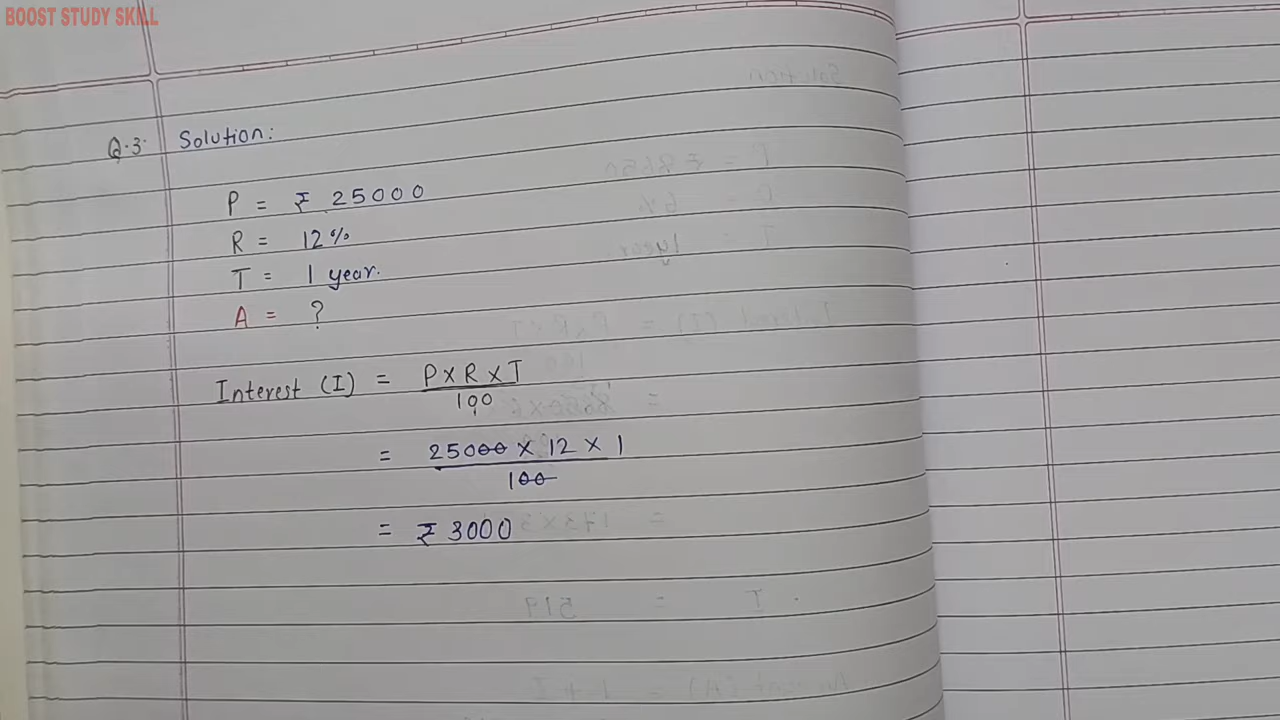 BOOST STUDY SKILL
Q.3. Solution:
P = ₹ 25000
R = 12%
T = 1 year.
A = ?
Interest (I) = P×R×T
100
= 25000 × 12 × 1
100
= ₹ 3000